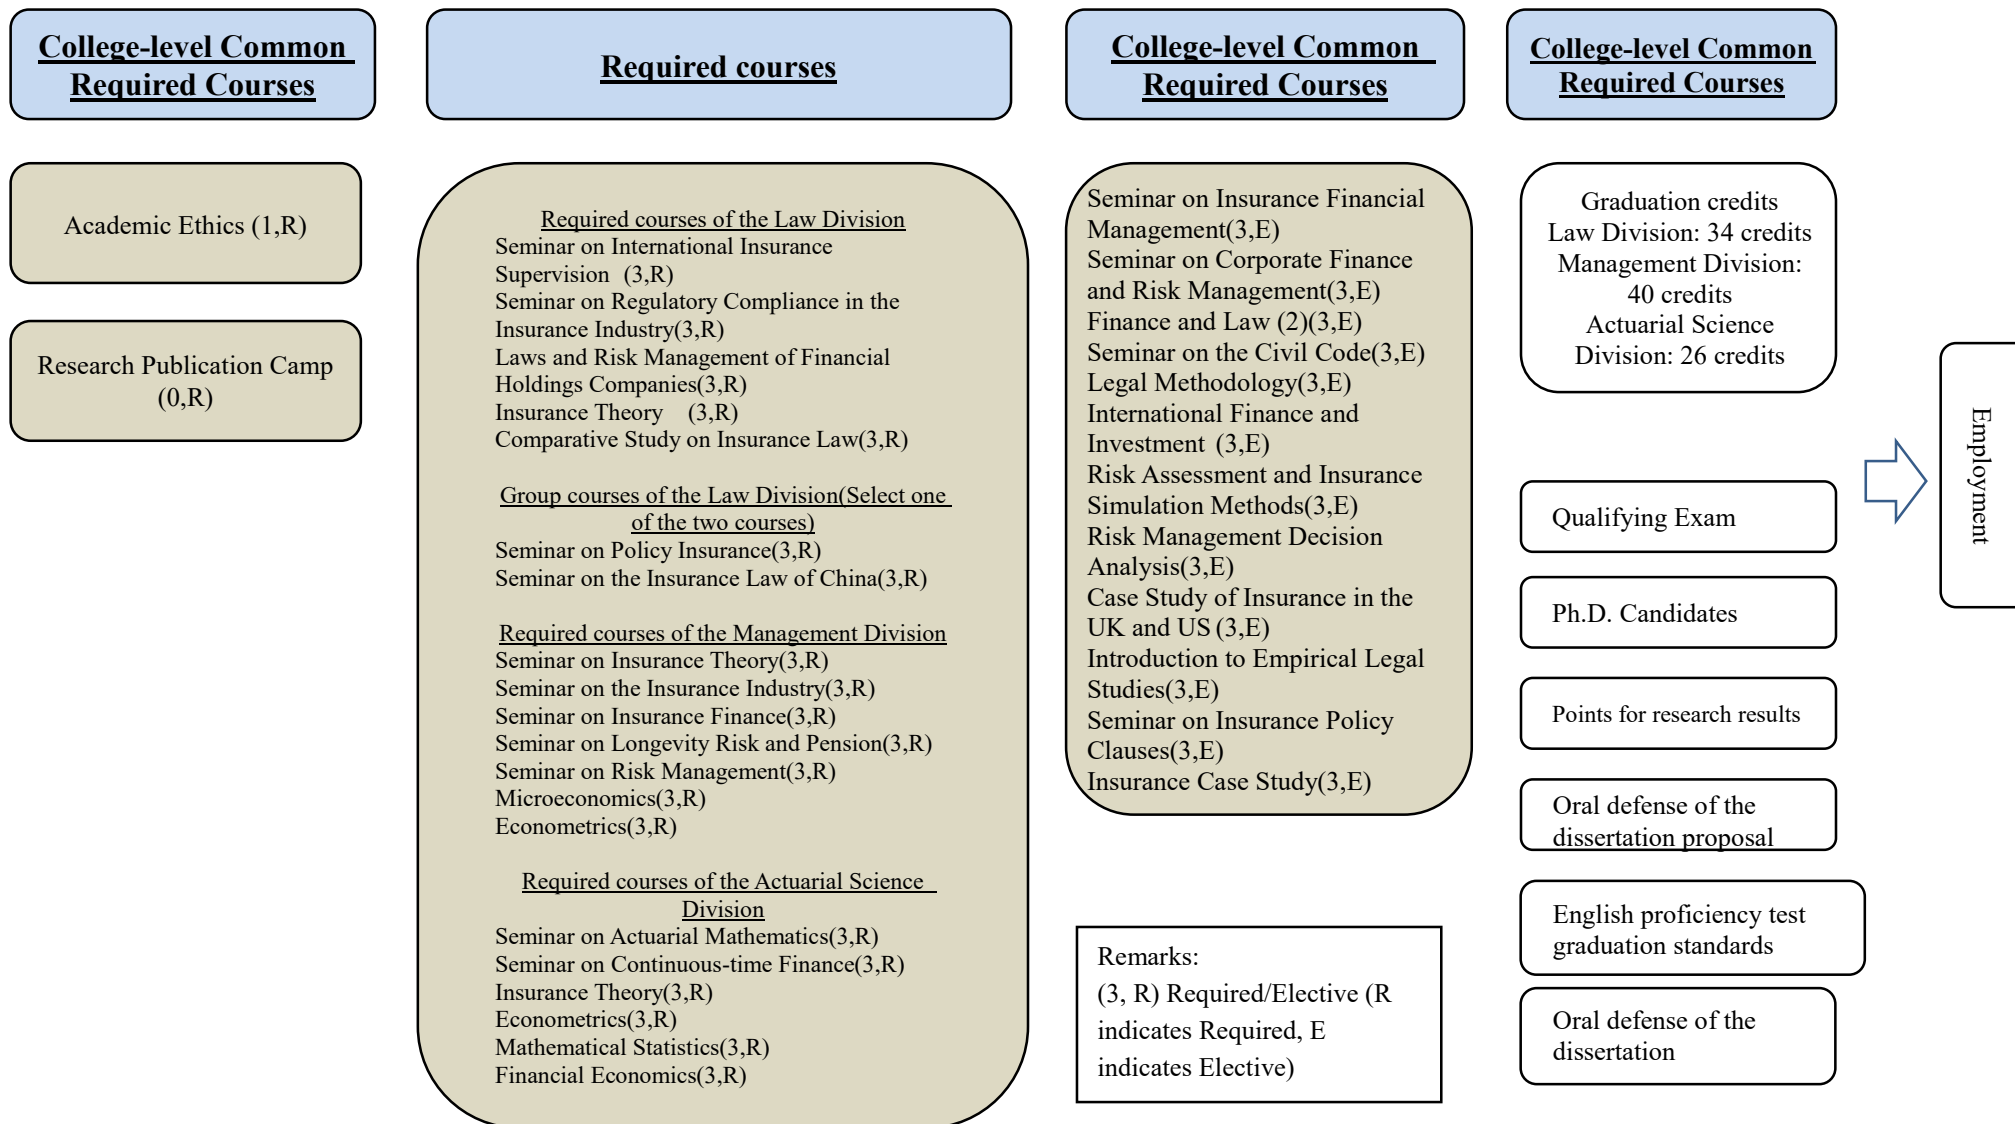 College-level Common
Required Courses
Academic Ethics (1,R)
Research Publication Camp
(0,R)
Required courses
Required courses of the Law Division
Seminar on International Insurance
Supervision (3,R)
Seminar on Regulatory Compliance in the
Insurance Industry(3,R)
Laws and Risk Management of Financial
Holdings Companies(3,R)
Insurance Theory (3,R)
Comparative Study on Insurance Law(3,R)
Group courses of the Law Division(Select one
of the two courses)
Seminar on Policy Insurance(3,R)
Seminar on the Insurance Law of China(3,R)
Required courses of the Management Division
Seminar on Insurance Theory(3,R)
Seminar on the Insurance Industry(3,R)
Seminar on Insurance Finance(3,R)
Seminar on Longevity Risk and Pension(3,R)
Seminar on Risk Management(3,R)
Microeconomics(3,R)
Econometrics(3,R)
Required courses of the Actuarial Science
Division
Seminar on Actuarial Mathematics(3,R)
Seminar on Continuous-time Finance(3,R)
Insurance Theory(3,R)
Econometrics(3,R)
Mathematical Statistics(3,R)
Financial Economics(3,R)
College-level Common
Required Courses
Seminar on Insurance Financial
Management(3,E)
Seminar on Corporate Finance
and Risk Management(3,E)
Finance and Law (2)(3,E)
Seminar on the Civil Code(3,E)
Legal Methodology(3,E)
International Finance and
Investment (3,E)
Risk Assessment and Insurance
Simulation Methods(3,E)
Risk Management Decision
Analysis(3,E)
Case Study of Insurance in the
UK and US (3,E)
Introduction to Empirical Legal
Studies(3,E)
Seminar on Insurance Policy
Clauses(3,E)
Insurance Case Study(3,E)
Remarks:
(3, R) Required/Elective (R
indicates Required, E
indicates Elective)
College-level Common
Required Courses
Graduation credits
Law Division: 34 credits
Management Division:
40 credits
Actuarial Science
Division: 26 credits
Qualifying Exam
Ph.D. Candidates
Points for research results
Oral defense of the
dissertation proposal
English proficiency test
graduation standards
Oral defense of the
dissertation
Employment